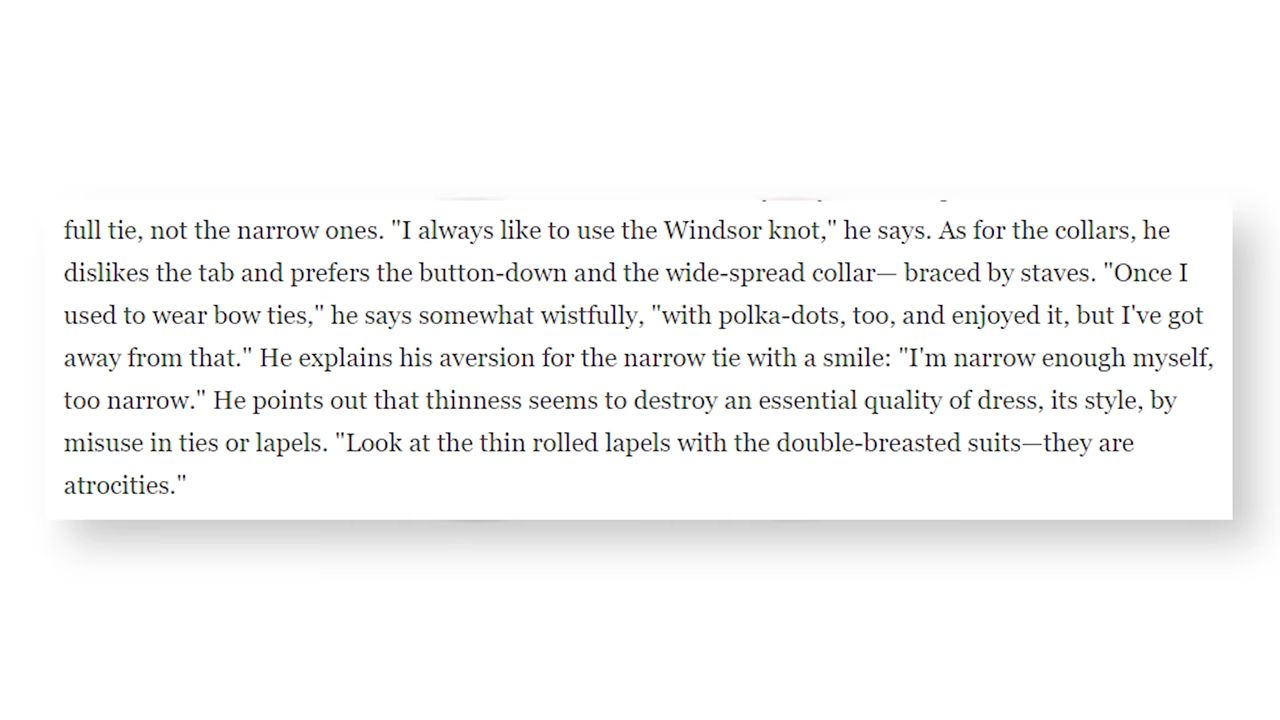 full tie, not the narrow ones. "I always like to use the Windsor knot," he says. As for the collars, he
dislikes the tab and prefers the button-down and the wide-spread collar— braced by staves. "Once I
used to wear bow ties," he says somewhat wistfully, "with polka-dots, too, and enjoyed it, but I've got
away from that." He explains his aversion for the narrow tie with a smile: "I'm narrow enough myself,
too narrow." He points out that thinness seems to destroy an essential quality of dress, its style, by
misuse in ties or lapels. "Look at the thin rolled lapels with the double-breasted suits—they are
atrocities."